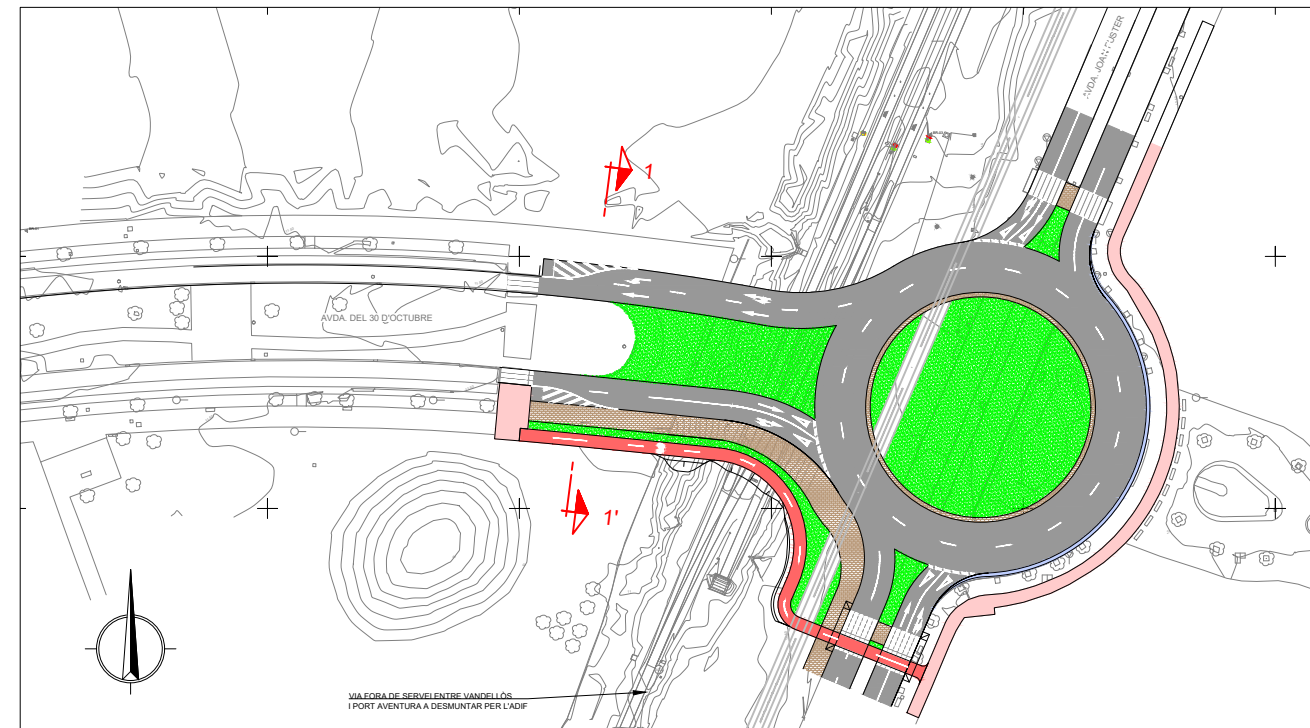 AVDA. JOAN FUSTER
1
AVDA. DEL 30 D'OCTUBRE
1'
VIA FORA DE SERVEI ENTRE VANDELLÒS
I PORT AVENTURA A DESMUNTAR PER L'ADIF